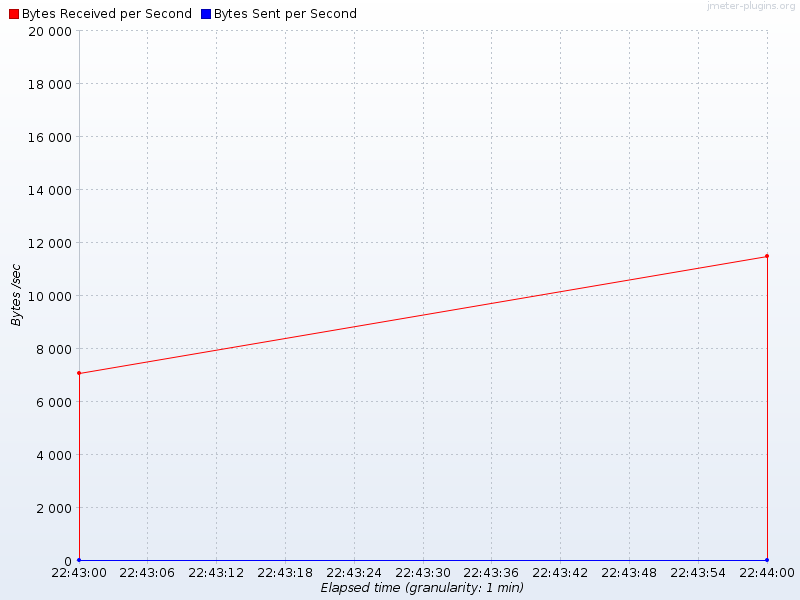 jmeter-plugins.org
Bytes Received per Second Bytes Sent per Second
20 000
18 000
16 000
14 000
12 000
10 000
8 000
6 000
4 000
2 000
0
Bytes /sec
22:43:00 22:43:06 22:43:12 22:43:18 22:43:24 22:43:30 22:43:36 22:43:42 22:43:48 22:43:54 22:44:00
Elapsed time (granularity: 1 min)